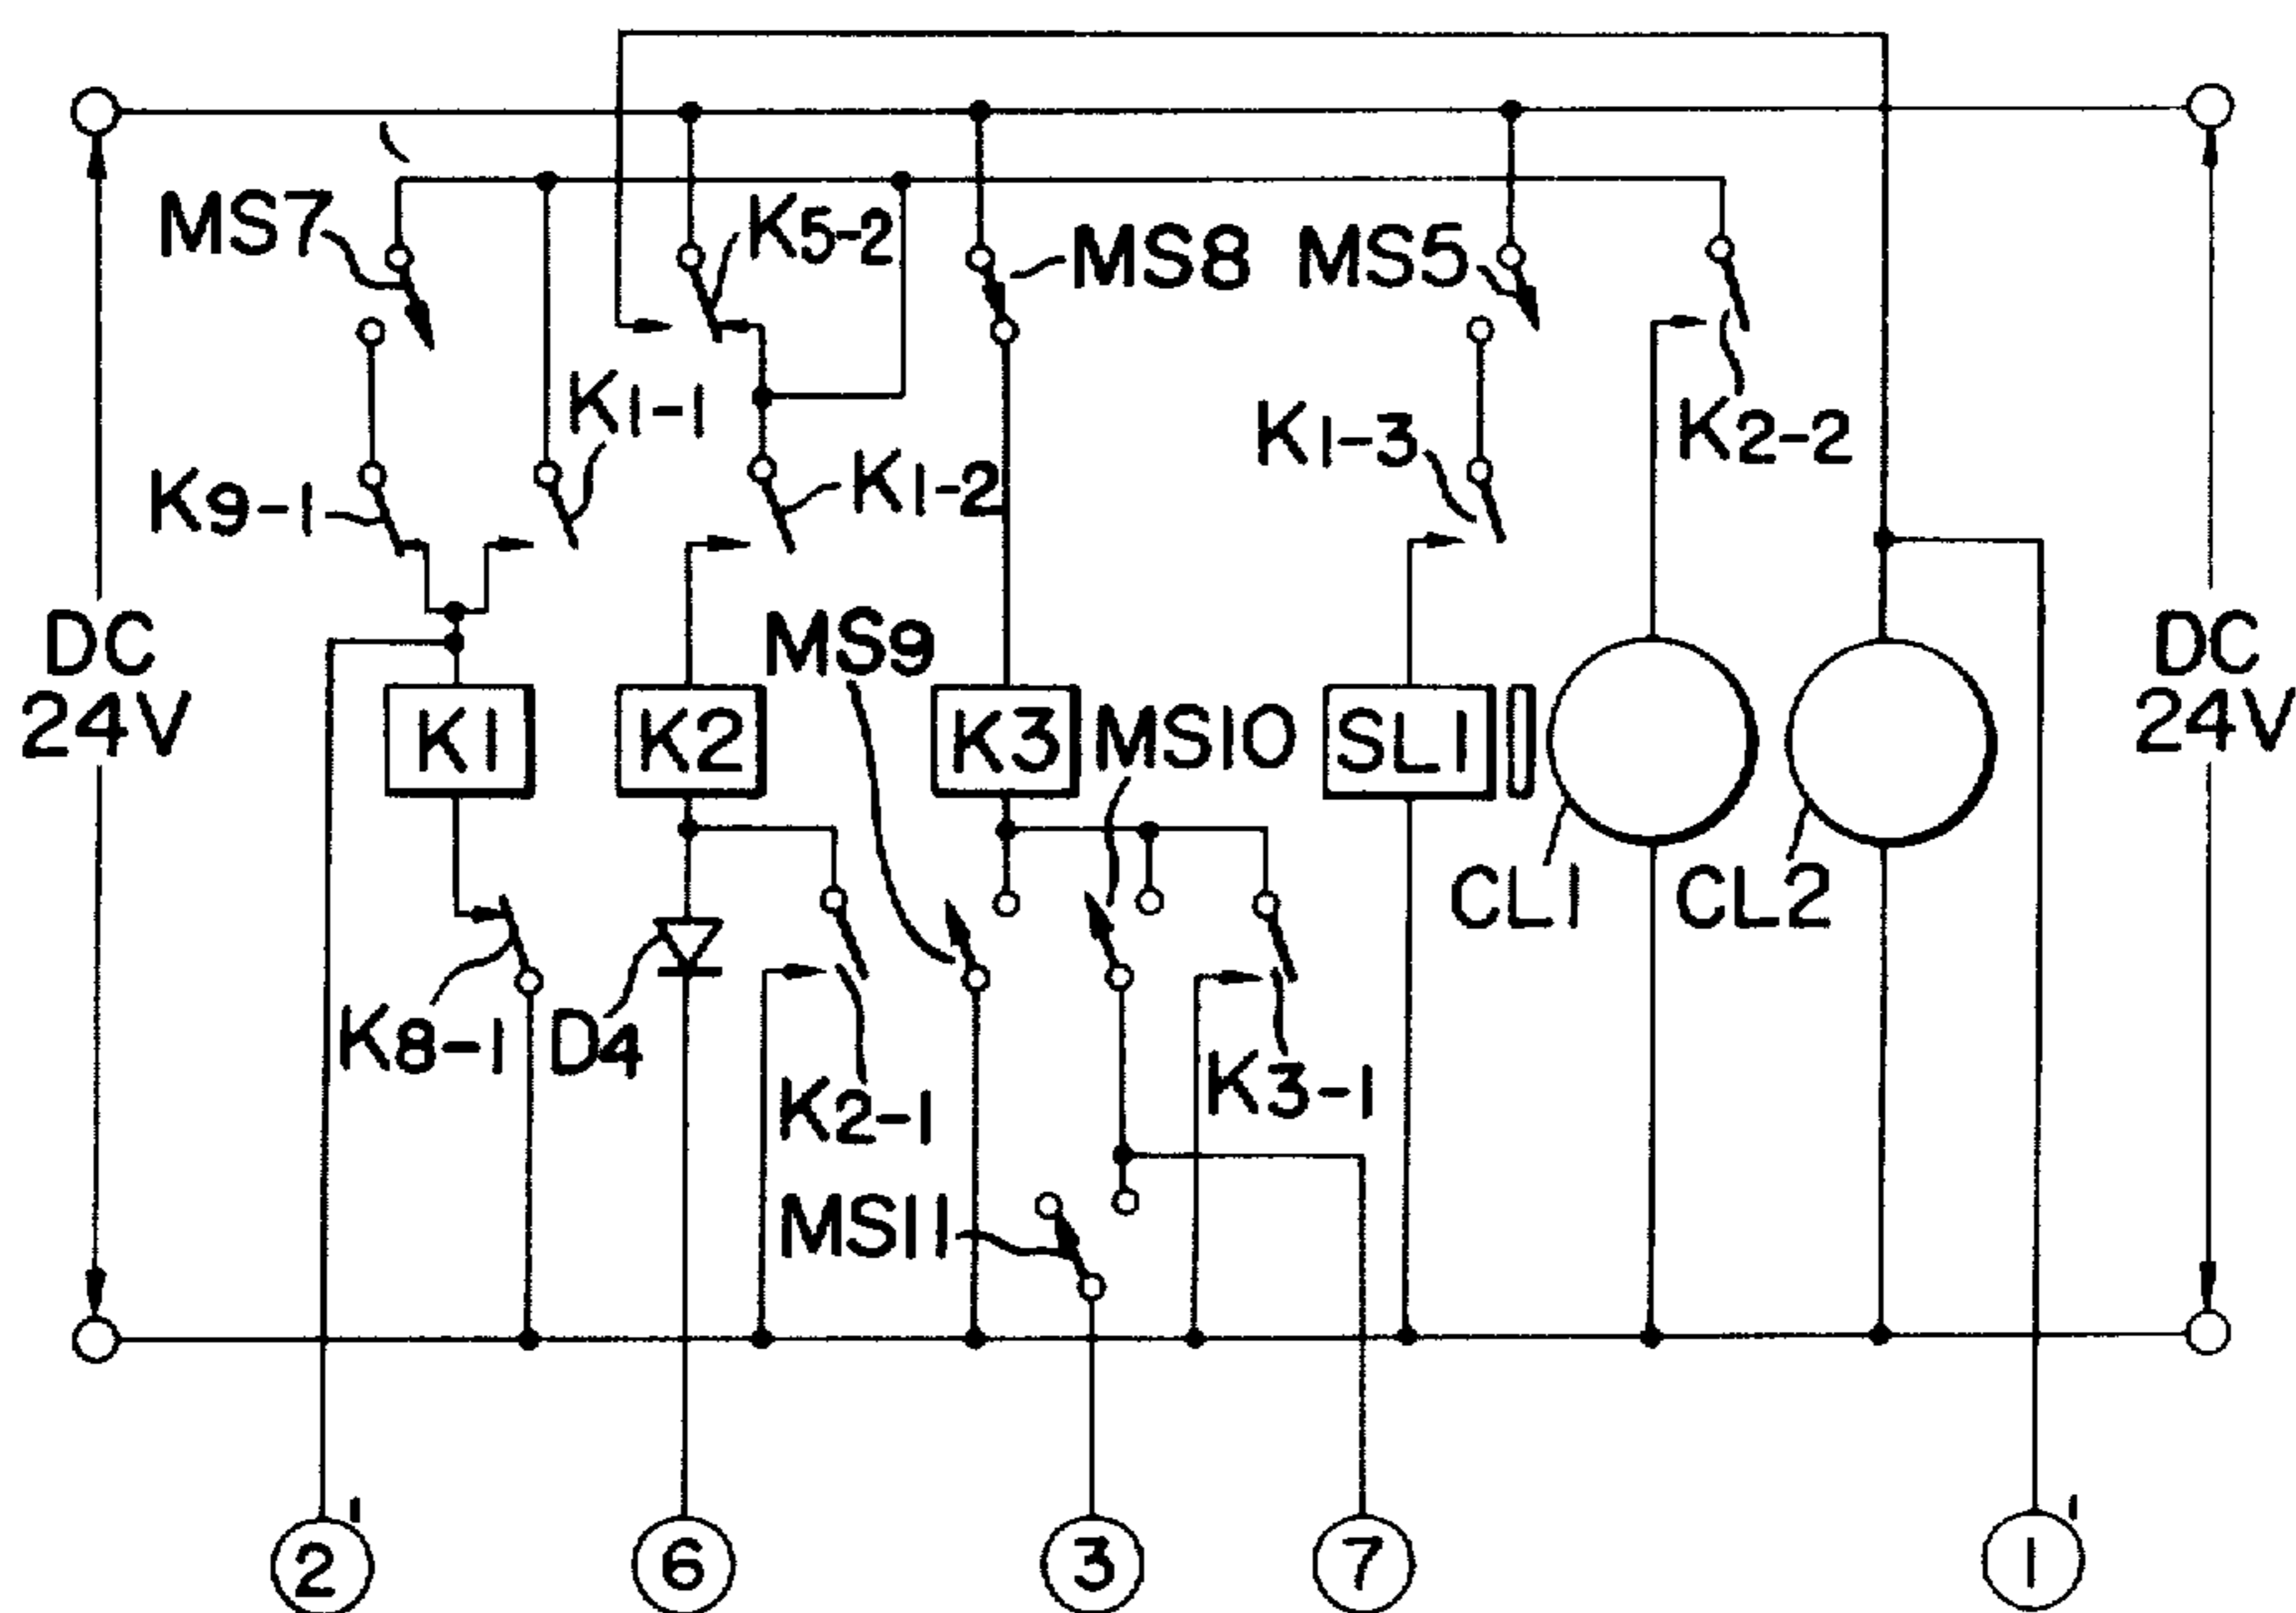 MS7
K5-2
MS8
MS5
K1-1
K1-3
K2-2
K9-1
K1-2
DC
24V
MS9
DC
24V
K1
K2
K3
MS10
SL1
CL1
CL2
K8-1
D4
K2-1
K3-1
MS11
2'
6
3
7
1'